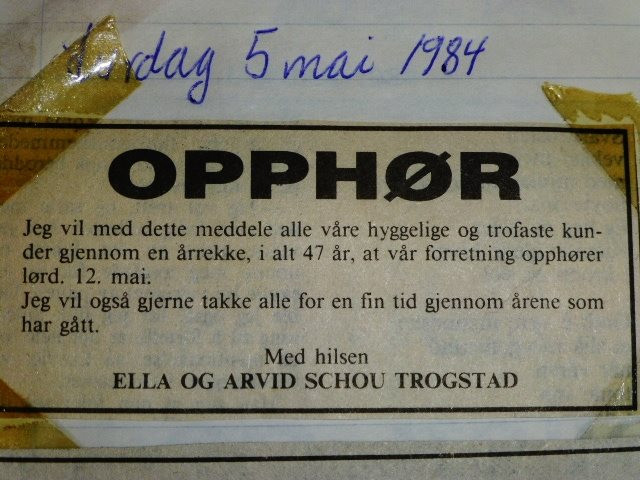 Lørdag 5 mai 1984
OPPHØR
Jeg vil med dette meddele alle våre hyggelige og trofaste kun-
der gjennom en årrekke, i alt 47 år, at vår forretning opphører
lørd. 12. mai.
Jeg vil også gjerne takke alle for en fin tid gjennom årene som
har gått.
Med hilsen
ELLA OG ARVID SCHOU TROGSTAD